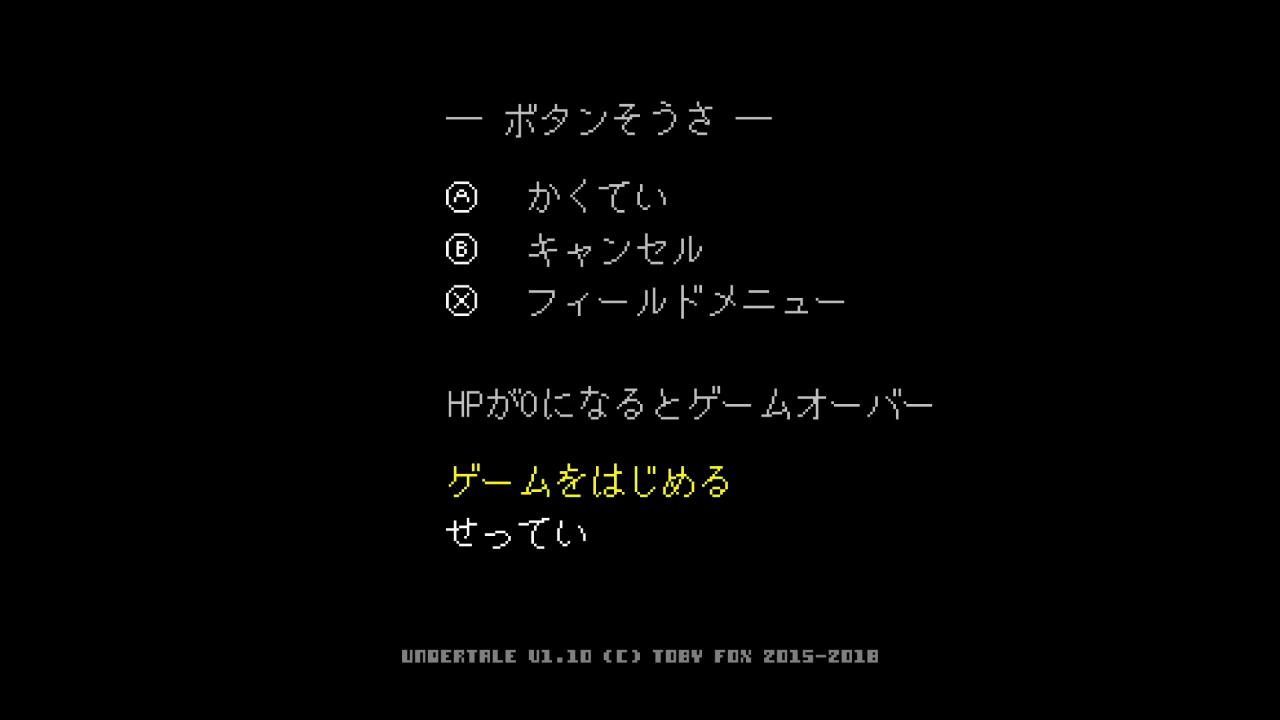 ― ボタンそうさ ―
Ⓐ かくてい
Ⓑ キャンセル
Ⓧ フィールドメニュー
HPが0になるとゲームオーバー
ゲームをはじめる
せってい
UNDERTALE V1.10 (C) TOBY FOX 2015-2018